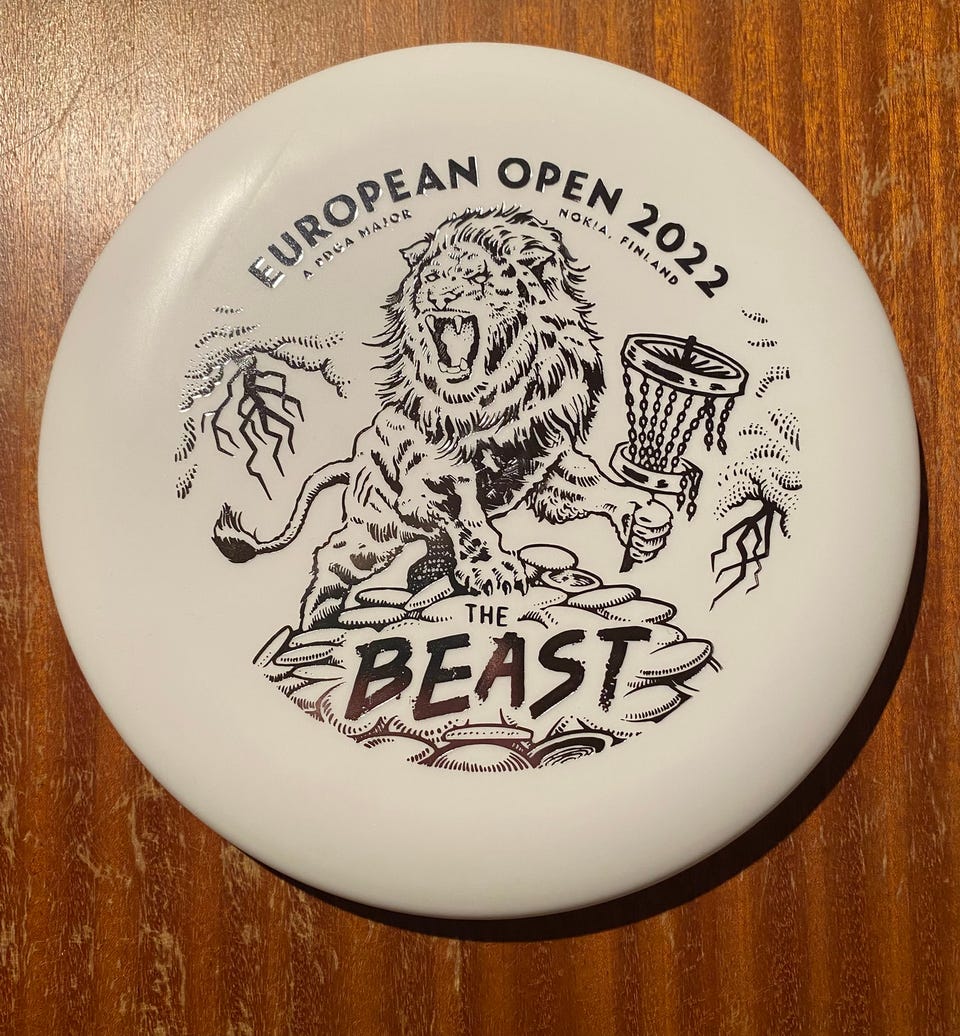 EUROPEAN OPEN 2022
A PDGA MAJOR
NOKIA, FINLAND
THE
BEAST